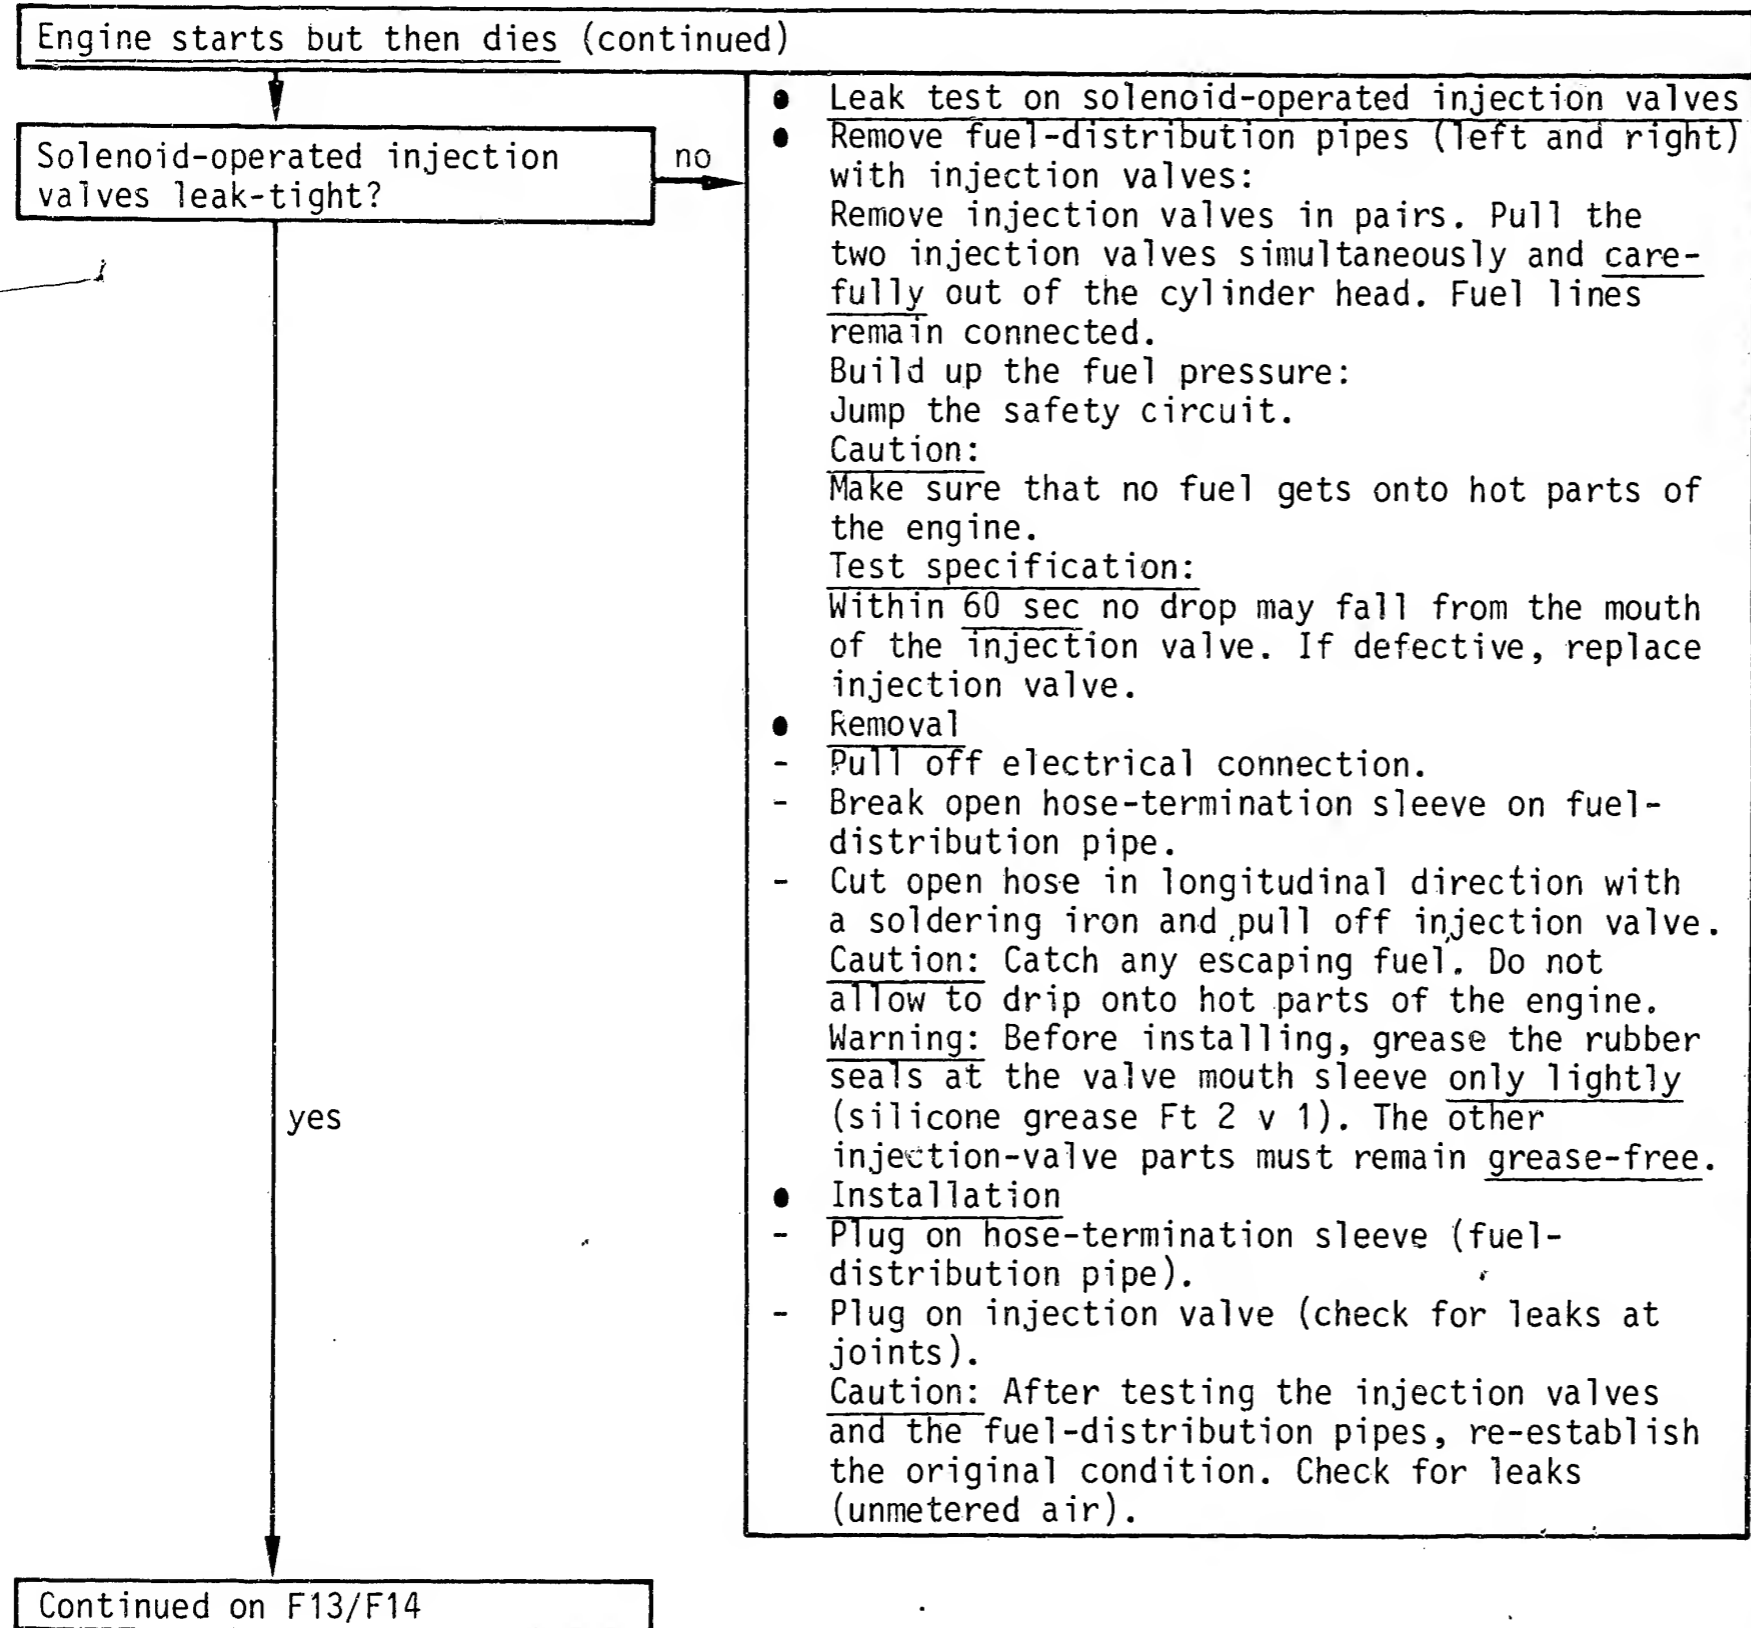 Engine starts but then dies (continued)
Solenoid-operated injection
valves leak-tight?
no
• Leak test on solenoid-operated injection valves
• Remove fuel-distribution pipes (left and right)
with injection valves:
Remove injection valves in pairs. Pull the
two injection valves simultaneously and care-
fully out of the cylinder head. Fuel lines
remain connected.
Build up the fuel pressure:
Jump the safety circuit.
Caution:
Make sure that no fuel gets onto hot parts of
the engine.
Test specification:
Within 60 sec no drop may fall from the mouth
of the injection valve. If defective, replace
injection valve.
• Removal
- Pull off electrical connection.
- Break open hose-termination sleeve on fuel-
distribution pipe.
- Cut open hose in longitudinal direction with
a soldering iron and pull off injection valve.
Caution: Catch any escaping fuel. Do not
allow to drip onto hot parts of the engine.
Warning: Before installing, grease the rubber
seals at the valve mouth sleeve only lightly
(silicone grease Ft 2 v 1). The other
injection-valve parts must remain grease-free.
• Installation
- Plug on hose-termination sleeve (fuel-
distribution pipe).
- Plug on injection valve (check for leaks at
joints).
Caution: After testing the injection valves
and the fuel-distribution pipes, re-establish
the original condition. Check for leaks
(unmetered air).
yes
Continued on F13/F14